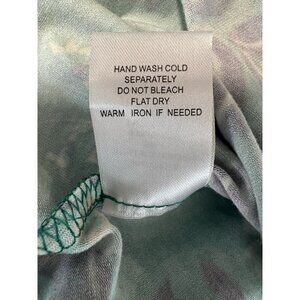 HAND WASH COLD
SEPARATELY
DO NOT BLEACH
FLAT DRY
WARM IRON IF NEEDED